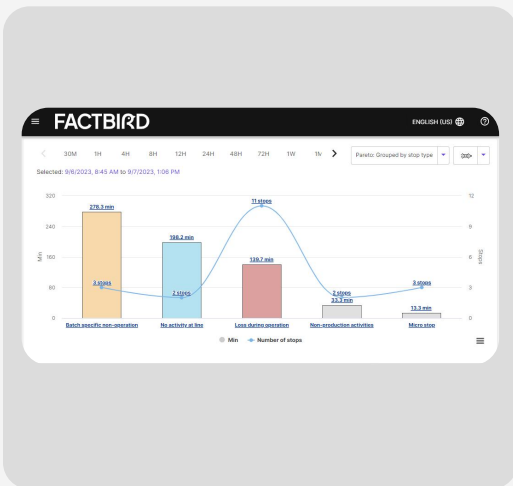 FACTBIRD
ENGLISH (US)
30M 1H 4H 8H 12H 24H 48H 72H 1W
Pareto: Grouped by stop type
Selected: 9/6/2023, 8:45 AM to 9/7/2023, 1:06 PM
320 12
276.3 min 11 stops
240 9
198.2 min
Min 160 139.7 min 6 Stops
3 stops 2 stops 2 stops 3 stops
80 3
33.3 min
13.3 min
0 0
Batch specific non-operation No activity at line Loss during operation Non-production activities Micro stop
Min Number of stops